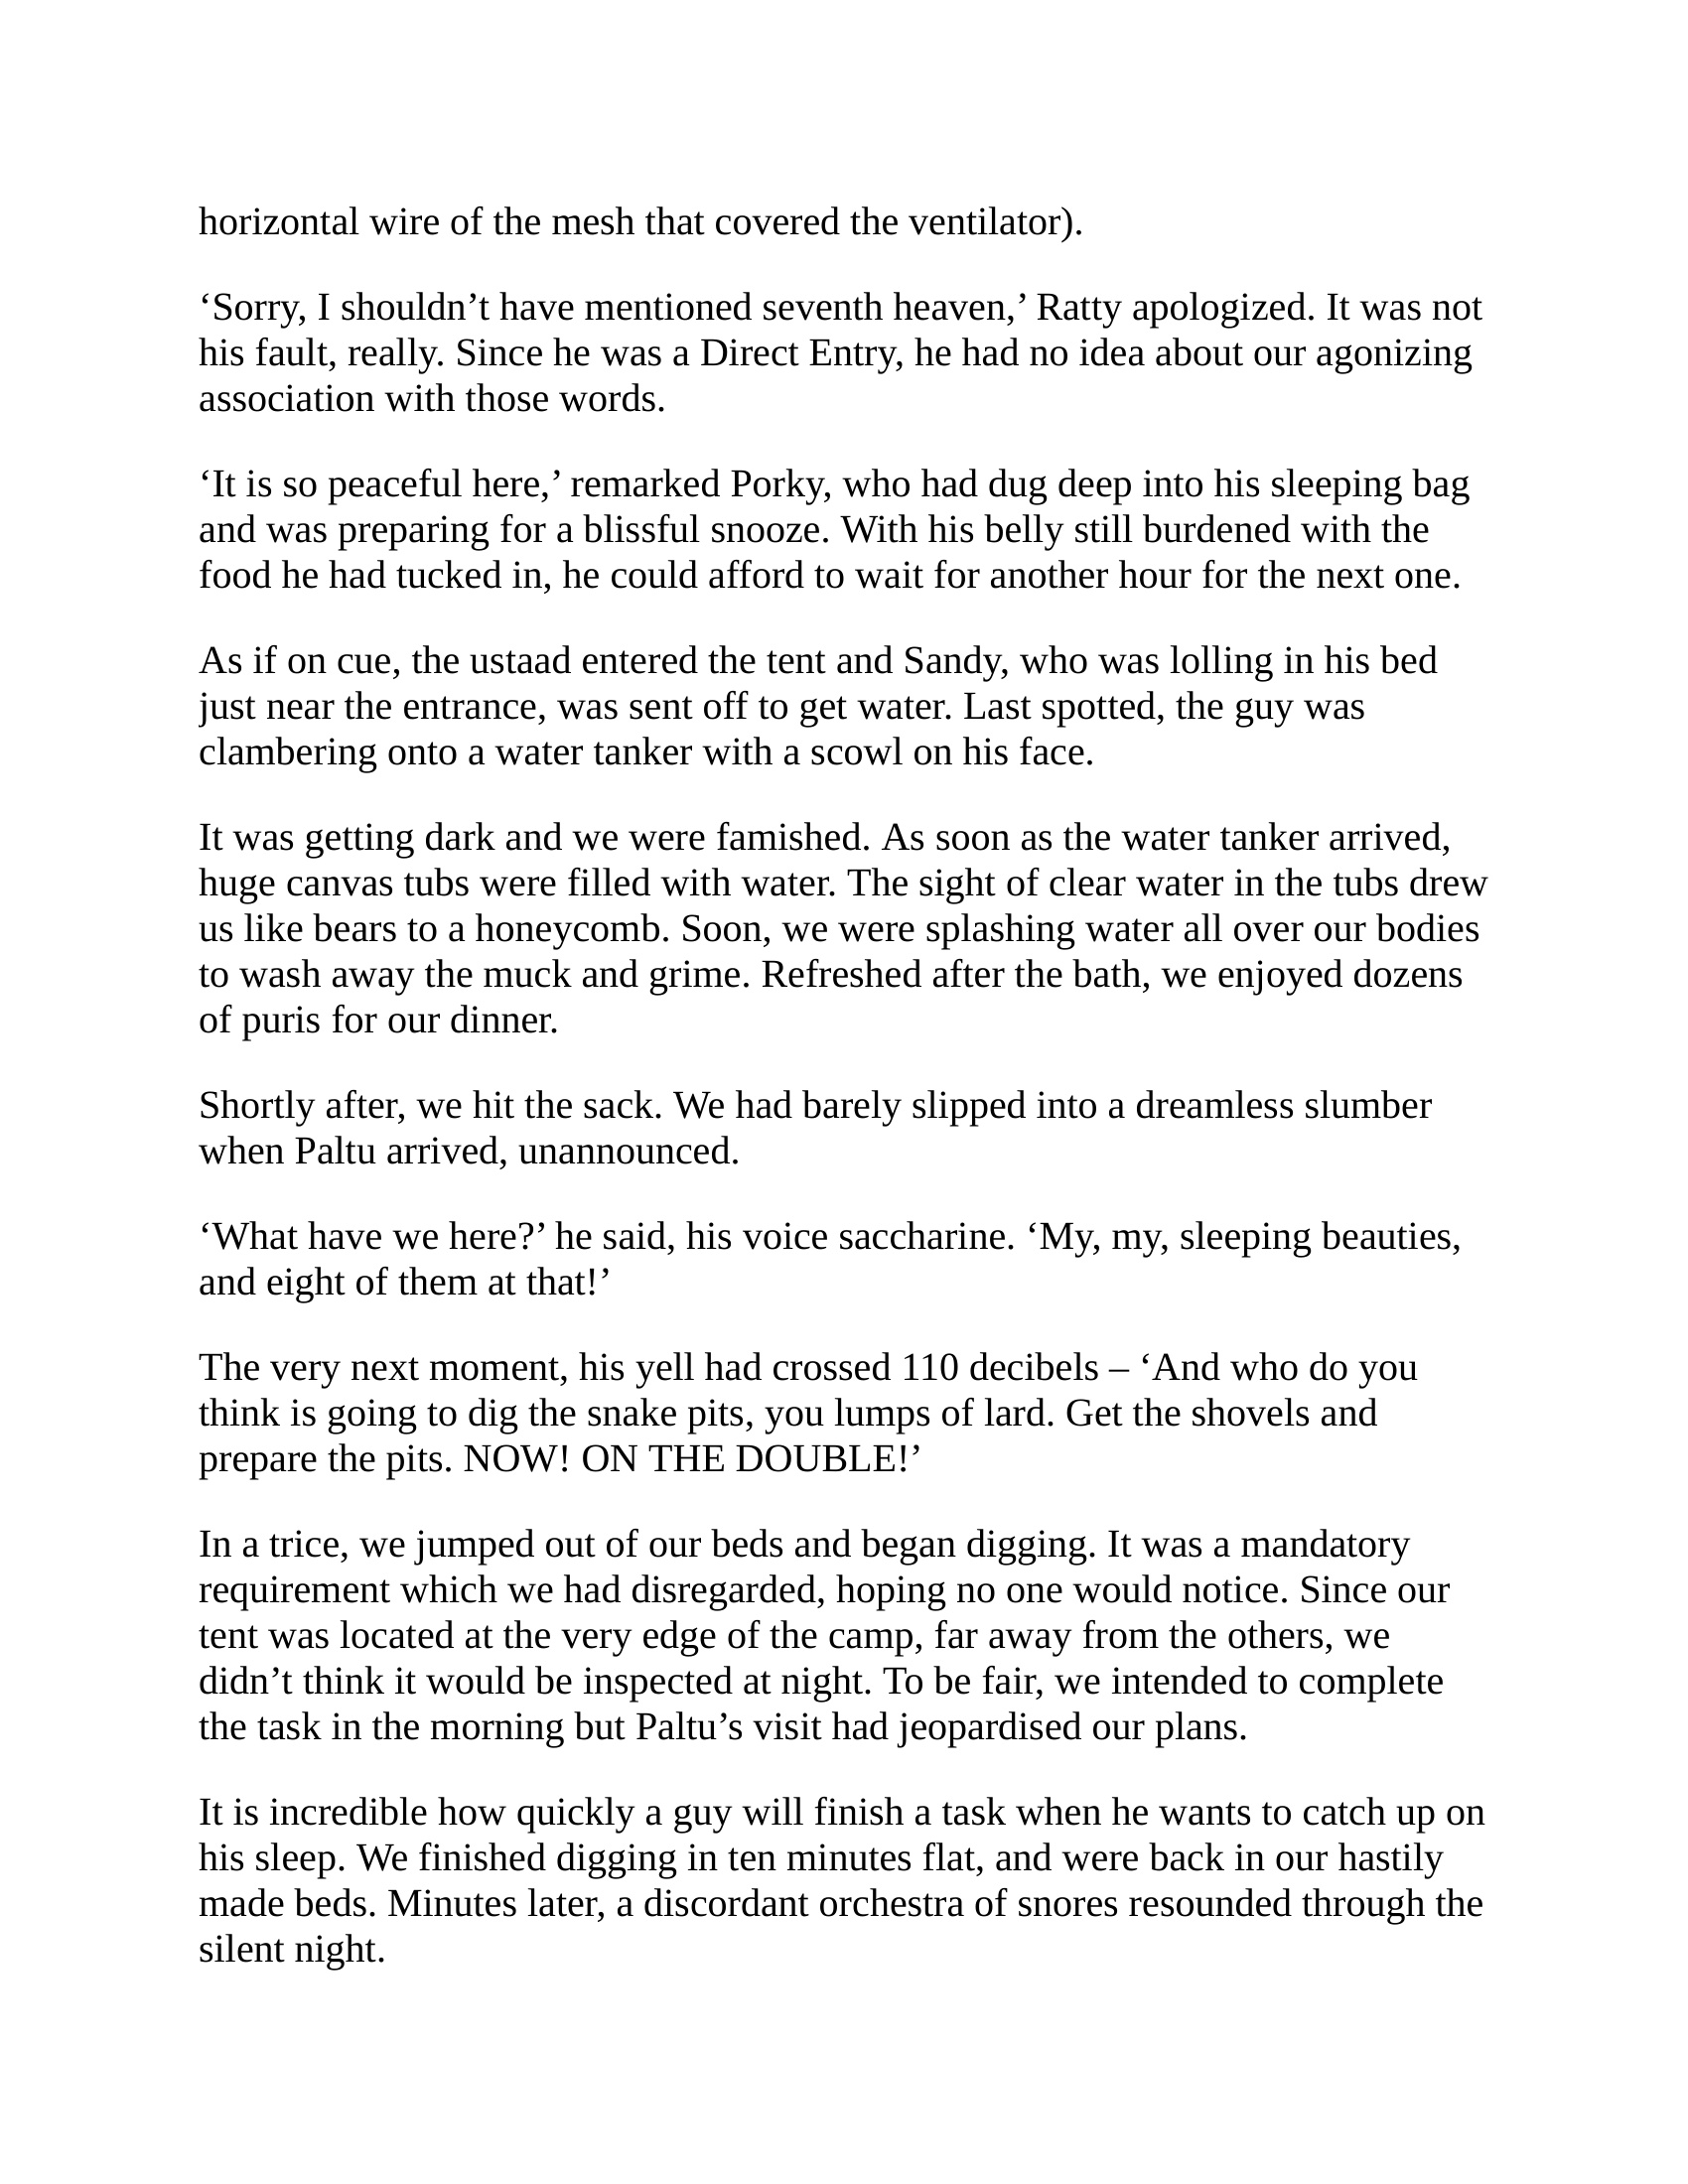 horizontal wire of the mesh that covered the ventilator).
‘Sorry, I shouldn’t have mentioned seventh heaven,’ Ratty apologized. It was not
his fault, really. Since he was a Direct Entry, he had no idea about our agonizing
association with those words.
‘It is so peaceful here,’ remarked Porky, who had dug deep into his sleeping bag
and was preparing for a blissful snooze. With his belly still burdened with the
food he had tucked in, he could afford to wait for another hour for the next one.
As if on cue, the ustaad entered the tent and Sandy, who was lolling in his bed
just near the entrance, was sent off to get water. Last spotted, the guy was
clambering onto a water tanker with a scowl on his face.
It was getting dark and we were famished. As soon as the water tanker arrived,
huge canvas tubs were filled with water. The sight of clear water in the tubs drew
us like bears to a honeycomb. Soon, we were splashing water all over our bodies
to wash away the muck and grime. Refreshed after the bath, we enjoyed dozens
of puris for our dinner.
Shortly after, we hit the sack. We had barely slipped into a dreamless slumber
when Paltu arrived, unannounced.
‘What have we here?’ he said, his voice saccharine. ‘My, my, sleeping beauties,
and eight of them at that!’
The very next moment, his yell had crossed 110 decibels – ‘And who do you
think is going to dig the snake pits, you lumps of lard. Get the shovels and
prepare the pits. NOW! ON THE DOUBLE!’
In a trice, we jumped out of our beds and began digging. It was a mandatory
requirement which we had disregarded, hoping no one would notice. Since our
tent was located at the very edge of the camp, far away from the others, we
didn’t think it would be inspected at night. To be fair, we intended to complete
the task in the morning but Paltu’s visit had jeopardised our plans.
It is incredible how quickly a guy will finish a task when he wants to catch up on
his sleep. We finished digging in ten minutes flat, and were back in our hastily
made beds. Minutes later, a discordant orchestra of snores resounded through the
silent night.